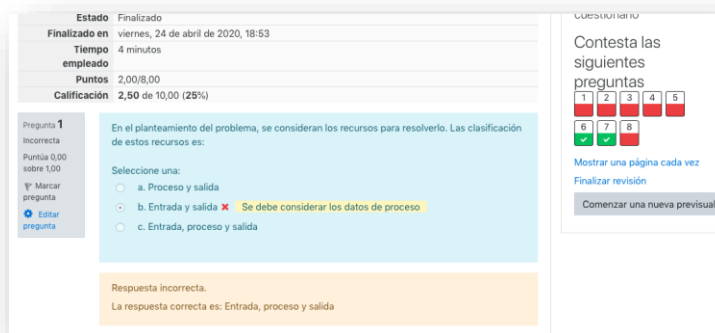 Estado Finalizado
Finalizado en viernes, 24 de abril de 2020, 18:53
Tiempo empleado 4 minutos
Puntos 2,00/8,00
Calificación 2,50 de 10,00 (25%)
Pregunta 1
Incorrecta
Puntúa 0,00
sobre 1,00
Marcar
pregunta
Editar
pregunta
En el planteamiento del problema, se consideran los recursos para resolverlo. Las clasificación
de estos recursos es:
Seleccione una:
a. Proceso y salida
b. Entrada y salida Se debe considerar los datos de proceso
c. Entrada, proceso y salida
Respuesta incorrecta.
La respuesta correcta es: Entrada, proceso y salida
cuestionario
Contesta las
siguientes
preguntas
1 2 3 4 5
6 7 8
Mostrar una página cada vez
Finalizar revisión
Comenzar una nueva previsual